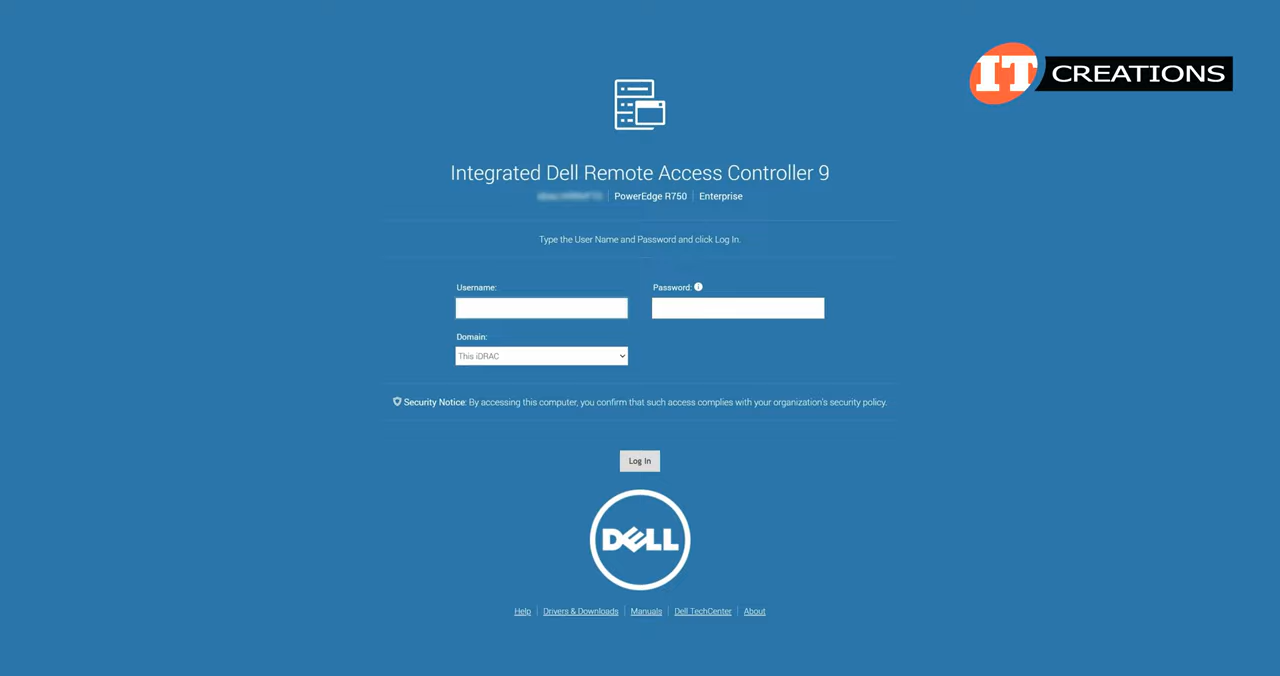 IT CREATIONS
Integrated Dell Remote Access Controller 9
PowerEdge R750 | Enterprise
Type the User Name and Password and click Log In.
Username: Password:
Domain:
This iDRAC
Security Notice: By accessing this computer, you confirm that such access complies with your organization's security policy.
Log In
DELL
Help | Drivers & Downloads | Manuals | Dell TechCenter | About